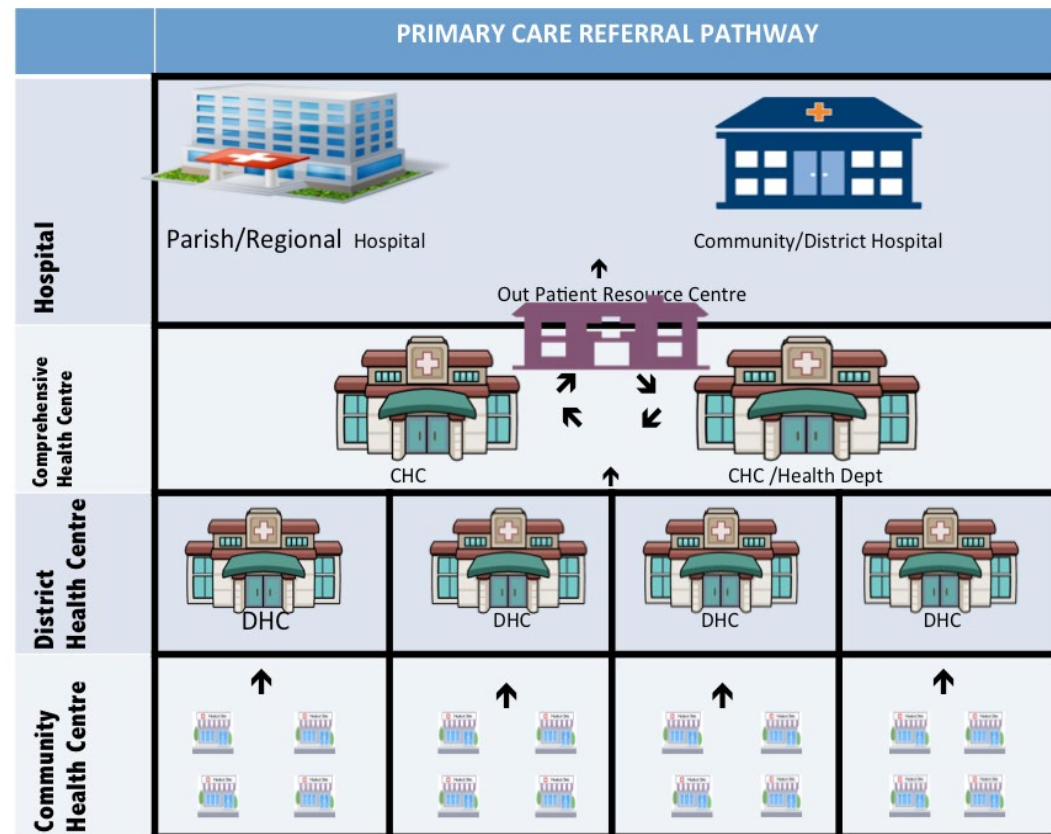 PRIMARY CARE REFERRAL PATHWAY
Hospital
Parish/Regional Hospital
Community/District Hospital
Out Patient Resource Centre
Comprehensive
Health Centre
CHC
CHC /Health Dept
District
Health Centre
DHC
DHC
DHC
DHC
Community
Health Centre